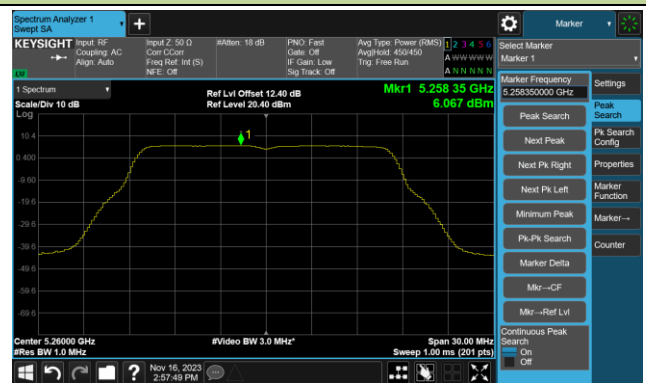 Spectrum Analyzer 1
Swept SA
Marker
KEYSIGHT
Input: RF
Coupling: AC
Align: Auto
Input Z: 50 Ω
Corr CCorr
Freq Ref: Int (S)
NFE: Off
#Atten: 18 dB
PNO: Fast
Gate: Off
IF Gain: Low
Sig Track: Off
Avg Type: Power (RMS)
Avg|Hold: 450/450
Trig: Free Run
1 2 3 4 5 6
A W W W W W
A N N N N N
Select Marker
Marker 1
LXI
1 Spectrum
Scale/Div 10 dB
Log
Ref Lvl Offset 12.40 dB
Ref Level 20.40 dBm
Mkr1 5.258 35 GHz
6.067 dBm
1
10.4
0.400
-9.60
-19.6
-29.6
-39.6
-49.6
-59.6
-69.6
Center 5.26000 GHz
#Res BW 1.0 MHz
#Video BW 3.0 MHz*
Span 30.00 MHz
Sweep 1.00 ms (201 pts)
Marker Frequency
5.258350000 GHz
Peak Search
Next Peak
Next Pk Right
Next Pk Left
Minimum Peak
Pk-Pk Search
Marker Delta
Mkr→CF
Mkr→Ref Lvl
Continuous Peak
Search
On
Off
Settings
Peak
Search
Pk Search
Config
Properties
Marker
Function
Marker→
Counter
?
Nov 16, 2023
2:57:49 PM